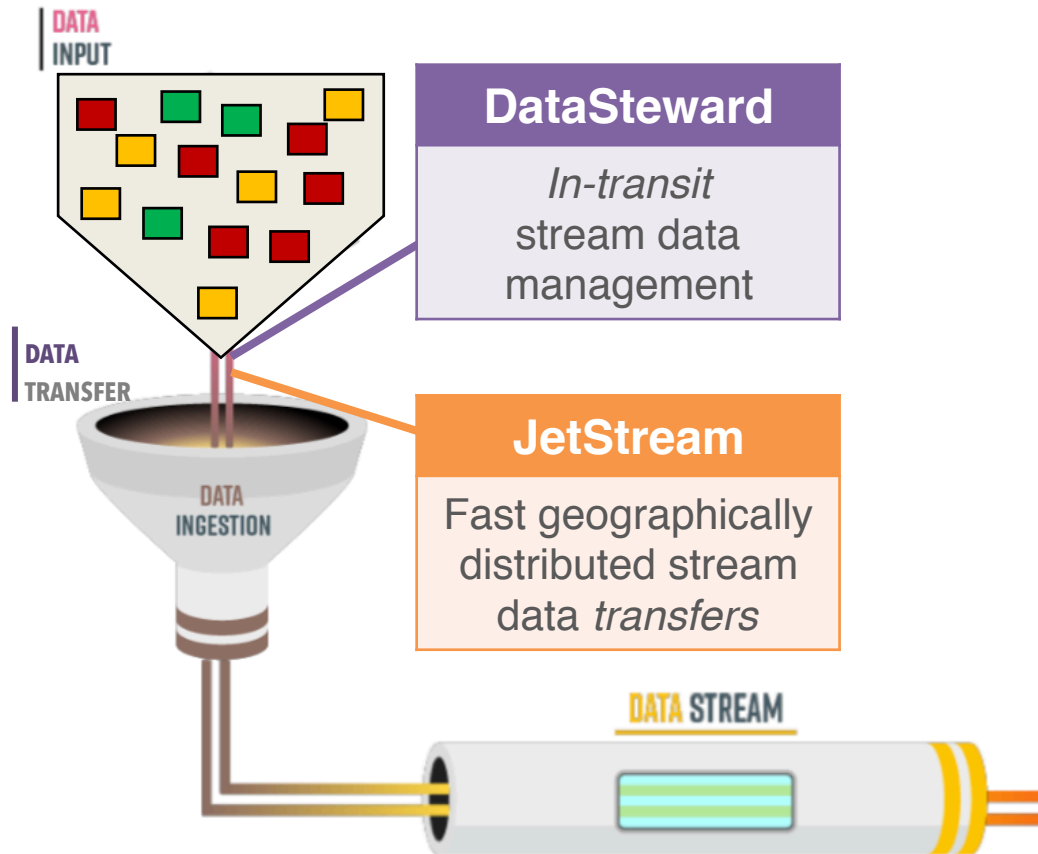 DATA
INPUT
DataSteward
In-transit
stream data
management
DATA
TRANSFER
JetStream
Fast geographically
distributed stream
data transfers
DATA
INGESTION
DATA STREAM